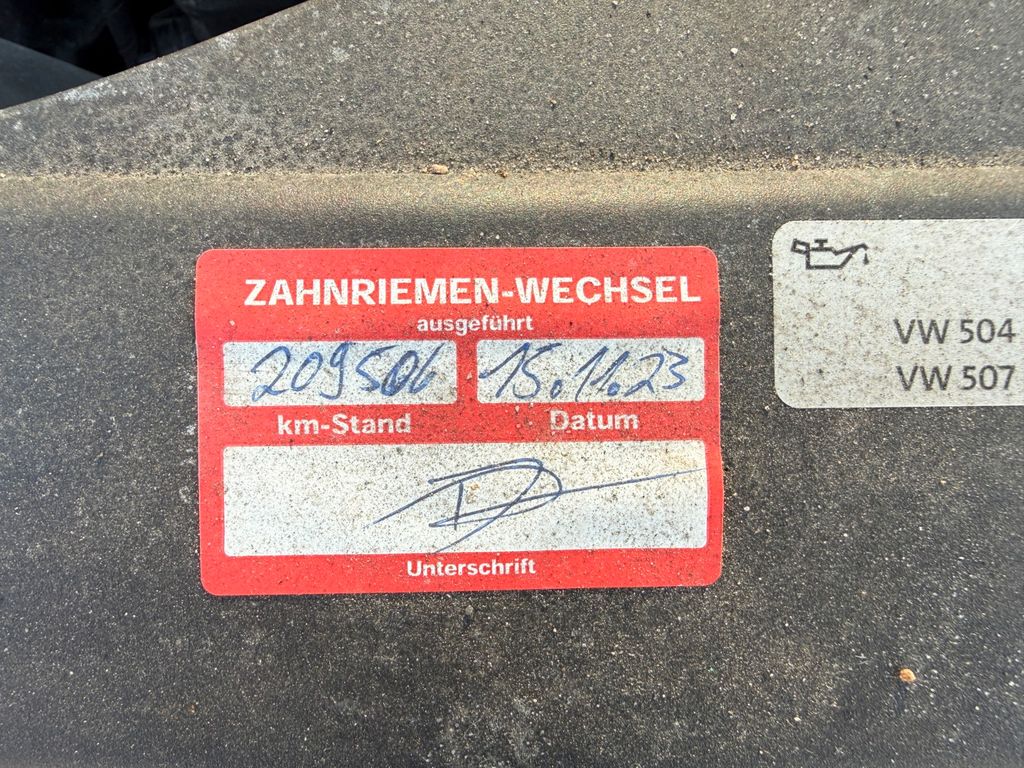 ZAHNRIEMEN-WECHSEL
ausgeführt
209506 15.11.23
km-Stand Datum
Unterschrift
VW 504
VW 507